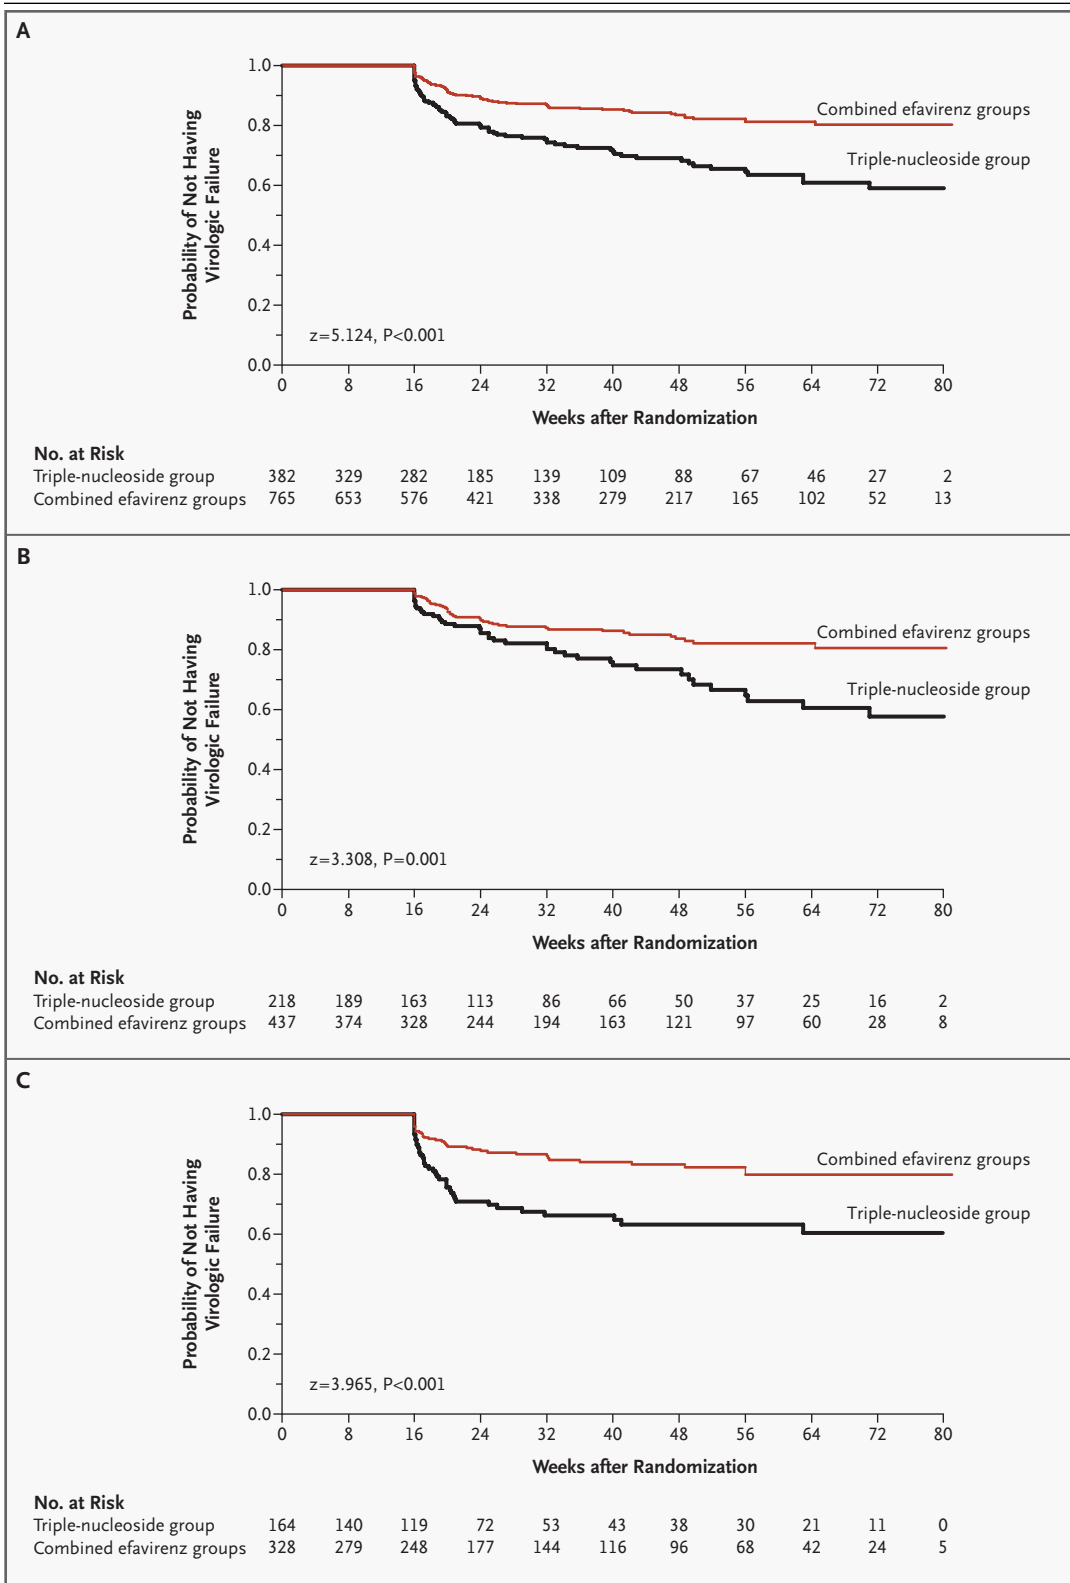 A
Probability of Not Having
Virologic Failure
1.0
0.8
0.6
0.4
0.2
0.0
Combined efavirenz groups
Triple-nucleoside group
z=5.124, P<0.001
0 8 16 24 32 40 48 56 64 72 80
Weeks after Randomization
No. at Risk
Triple-nucleoside group 382 329 282 185 139 109 88 67 46 27 2
Combined efavirenz groups 765 653 576 421 338 279 217 165 102 52 13
B
Probability of Not Having
Virologic Failure
1.0
0.8
0.6
0.4
0.2
0.0
Combined efavirenz groups
Triple-nucleoside group
z=3.308, P=0.001
0 8 16 24 32 40 48 56 64 72 80
Weeks after Randomization
No. at Risk
Triple-nucleoside group 218 189 163 113 86 66 50 37 25 16 2
Combined efavirenz groups 437 374 328 244 194 163 121 97 60 28 8
C
Probability of Not Having
Virologic Failure
1.0
0.8
0.6
0.4
0.2
0.0
Combined efavirenz groups
Triple-nucleoside group
z=3.965, P<0.001
0 8 16 24 32 40 48 56 64 72 80
Weeks after Randomization
No. at Risk
Triple-nucleoside group 164 140 119 72 53 43 38 30 21 11 0
Combined efavirenz groups 328 279 248 177 144 116 96 68 42 24 5